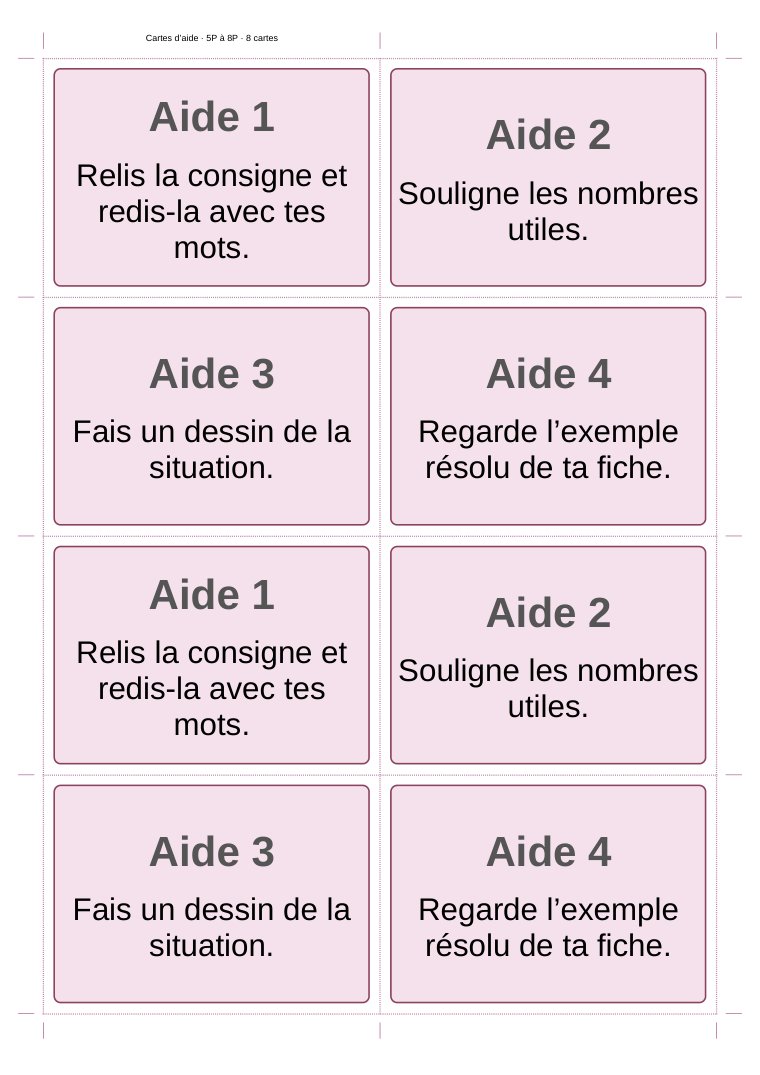 Cartes d’aide · 5P à 8P · 8 cartes
Aide 1
Relis la consigne et
redis-la avec tes
mots.
Aide 2
Souligne les nombres
utiles.
Aide 3
Fais un dessin de la
situation.
Aide 4
Regarde l’exemple
résolu de ta fiche.
Aide 1
Relis la consigne et
redis-la avec tes
mots.
Aide 2
Souligne les nombres
utiles.
Aide 3
Fais un dessin de la
situation.
Aide 4
Regarde l’exemple
résolu de ta fiche.